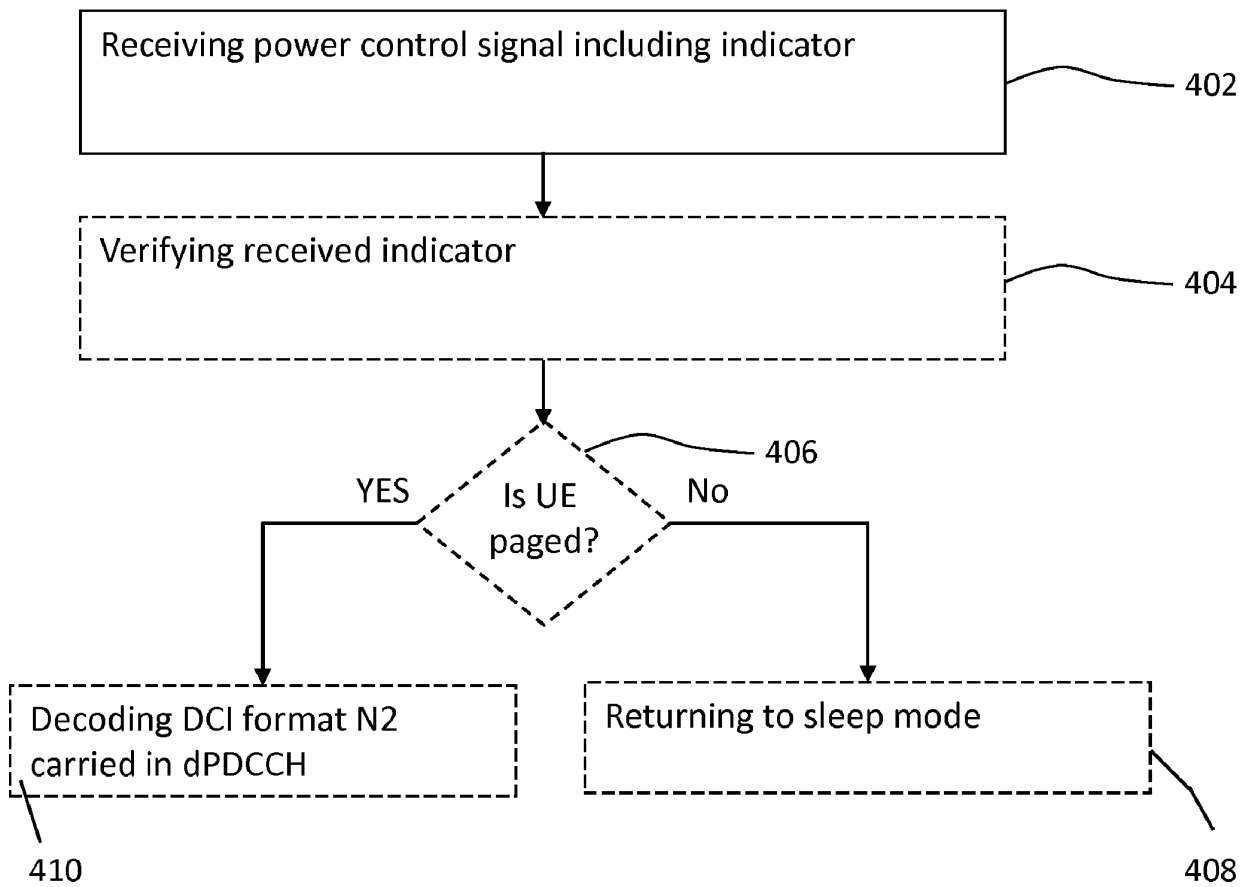 Receiving power control signal including indicator
402
Verifying received indicator
404
406
YES
No
Is UE
paged?
Decoding DCI format N2
carried in dPDCCH
Returning to sleep mode
410
408